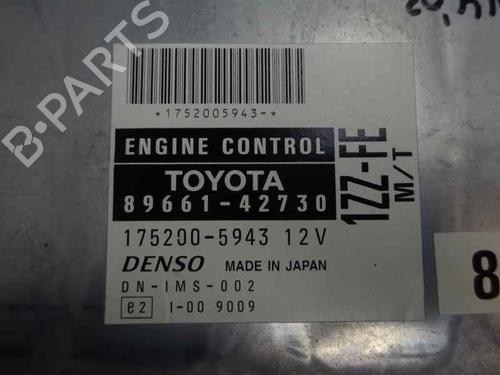 *1752005943-*
ENGINE CONTROL
TOYOTA
89661-42730
1ZZ-FE
M/T
175200-5943 12V
DENSO MADE IN JAPAN
DN-IMS-002
e2 I-00 9009
8
B-PARTS